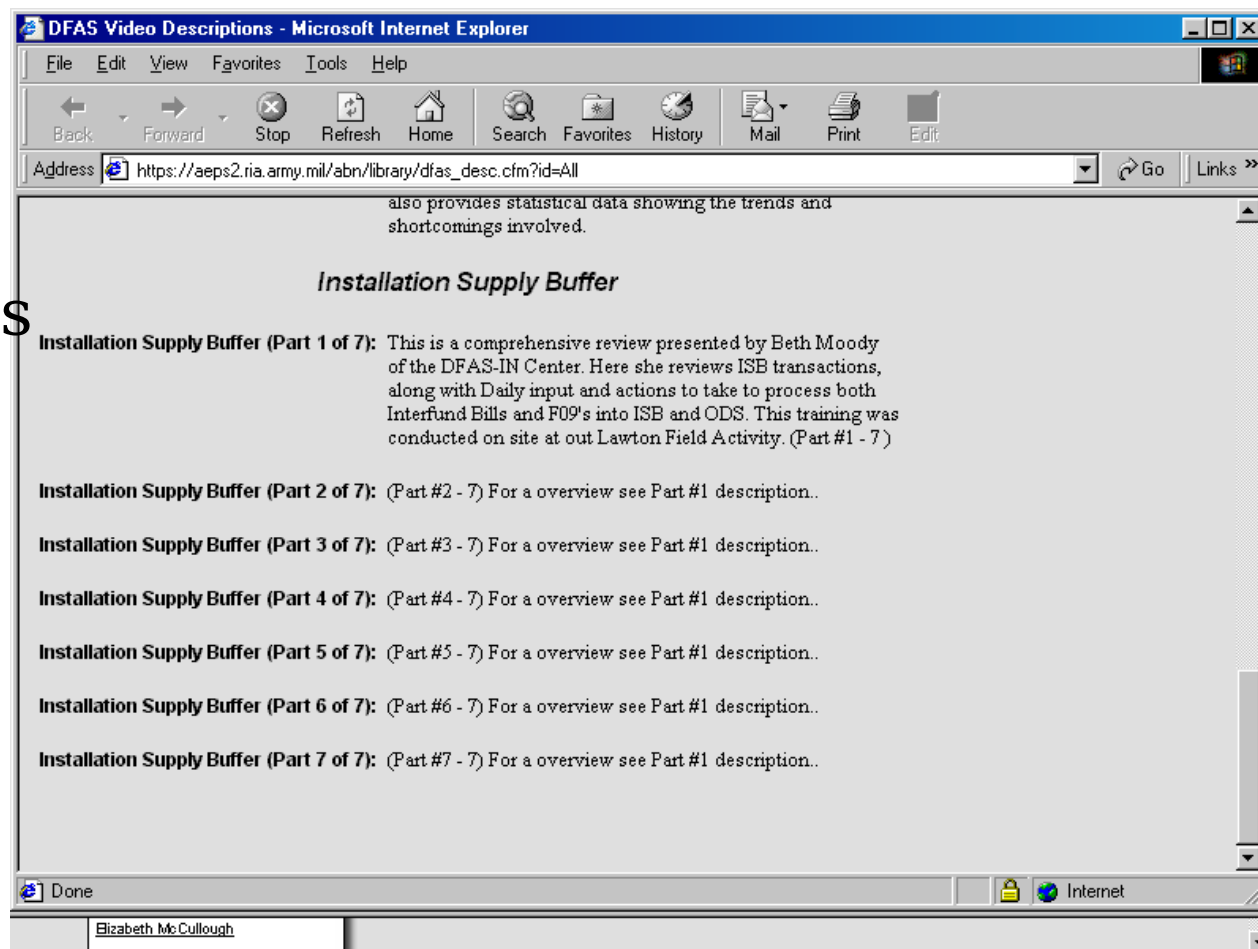 DFAS Video Descriptions - Microsoft Internet Explorer
File Edit View Favorites Tools Help
Back Forward Stop Refresh Home Search Favorites History Mail Print Edit
Address https://aeps2.ria.army.mil/abn/library/dfas_desc.cfm?id=All Go Links »
also provides statistical data showing the trends and
shortcomings involved.
Installation Supply Buffer
s
Installation Supply Buffer (Part 1 of 7): This is a comprehensive review presented by Beth Moody
of the DFAS-IN Center. Here she reviews ISB transactions,
along with Daily input and actions to take to process both
Interfund Bills and F09's into ISB and ODS. This training was
conducted on site at out Lawton Field Activity. (Part #1 - 7 )
Installation Supply Buffer (Part 2 of 7): (Part #2 - 7) For a overview see Part #1 description..
Installation Supply Buffer (Part 3 of 7): (Part #3 - 7) For a overview see Part #1 description..
Installation Supply Buffer (Part 4 of 7): (Part #4 - 7) For a overview see Part #1 description..
Installation Supply Buffer (Part 5 of 7): (Part #5 - 7) For a overview see Part #1 description..
Installation Supply Buffer (Part 6 of 7): (Part #6 - 7) For a overview see Part #1 description..
Installation Supply Buffer (Part 7 of 7): (Part #7 - 7) For a overview see Part #1 description..
Done Internet
Elizabeth McCullough